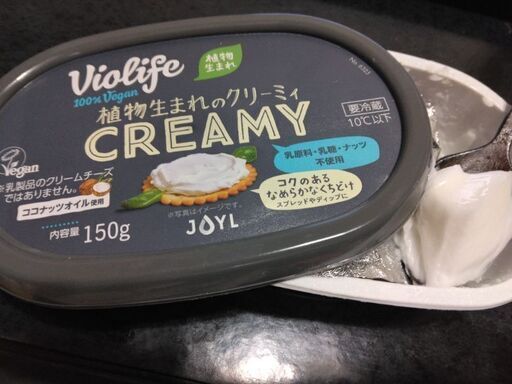 Violife
100% Vegan
植物
生まれ
植物生まれのクリーミィ
CREAMY
要冷蔵
10℃以下
乳原料・乳糖・ナッツ
不使用
コクのある
なめらかなくちどけ
スプレッドやディップに
Vegan
※乳製品のクリームチーズ
ではありません。
ココナッツオイル使用
内容量 150g
※写真はイメージです。
JOYL